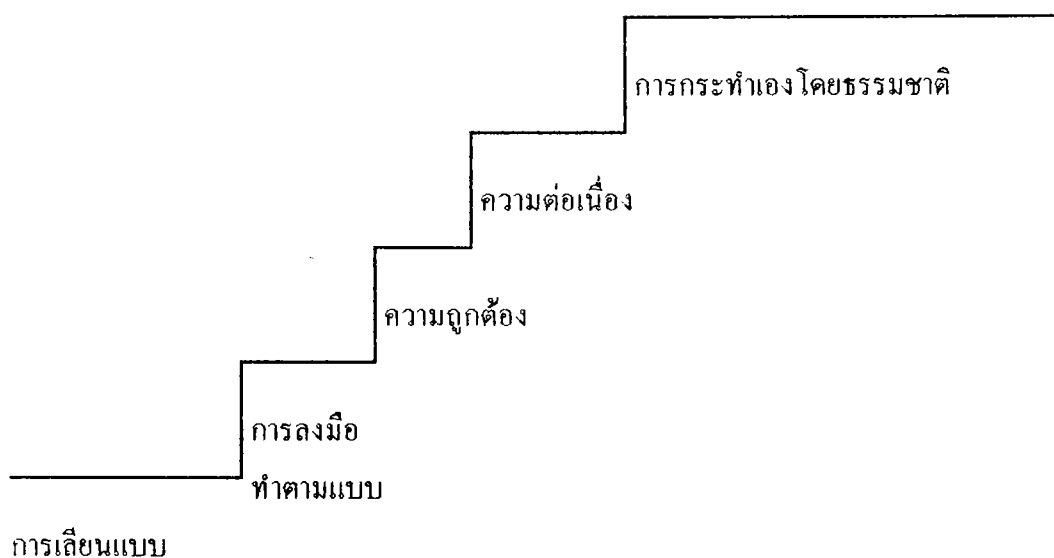 การกระทำเองโดยธรรมชาติ
ความต่อเนื่อง
ความถูกต้อง
การลงมือ
ทำตามแบบ
การเลียนแบบ